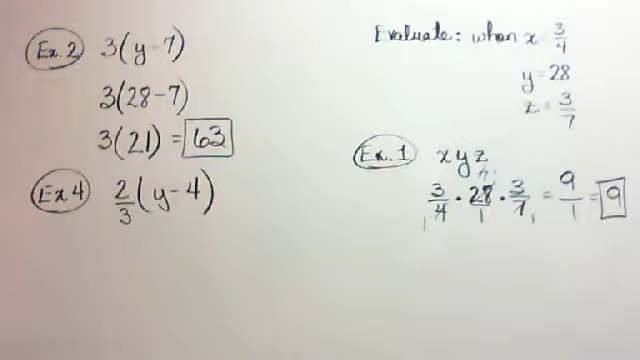 Ex. 2 3(y-7)
3(28-7)
3(21) = 63
Ex 4 2/3(y-4)
Evaluate: when x = 3/4
y = 28
z = 3/7
Ex. 1 xyz
3/4 · 28/1 · 3/7 = 9/1 = 9